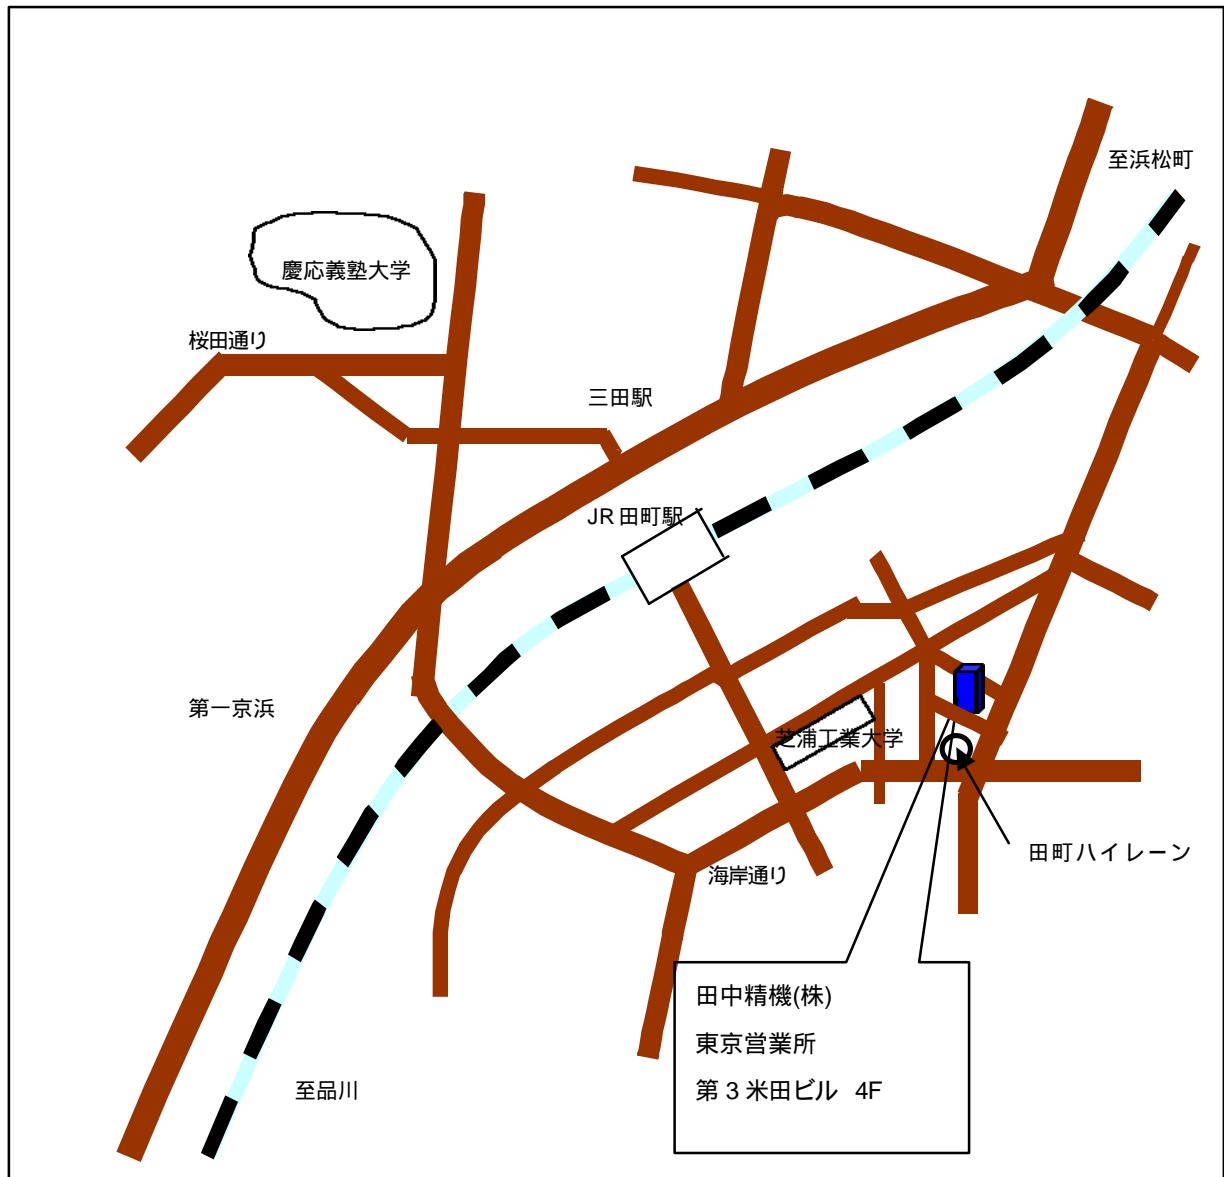 至浜松町
慶応義塾大学
桜田通り
三田駅
JR 田町駅
第一京浜
芝浦工業大学
田町ハイレーン
海岸通り
田中精機(株)
東京営業所
第 3 米田ビル 4F
至品川